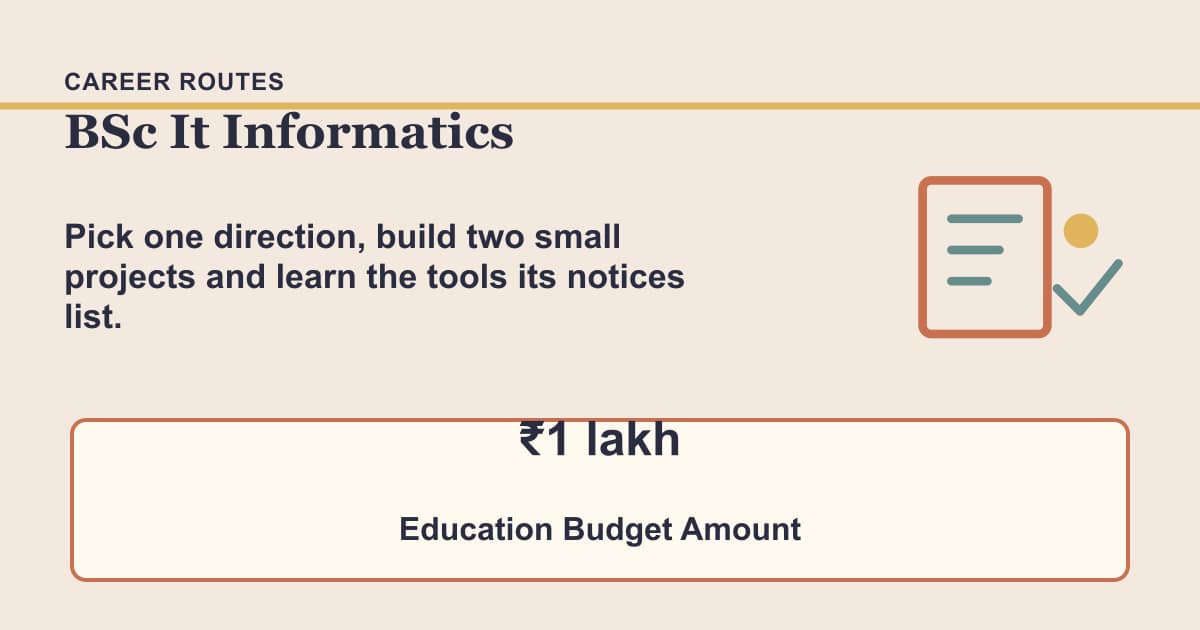 CAREER ROUTES
BSc It Informatics
Pick one direction, build two small
projects and learn the tools its notices
list.
₹1 lakh
Education Budget Amount